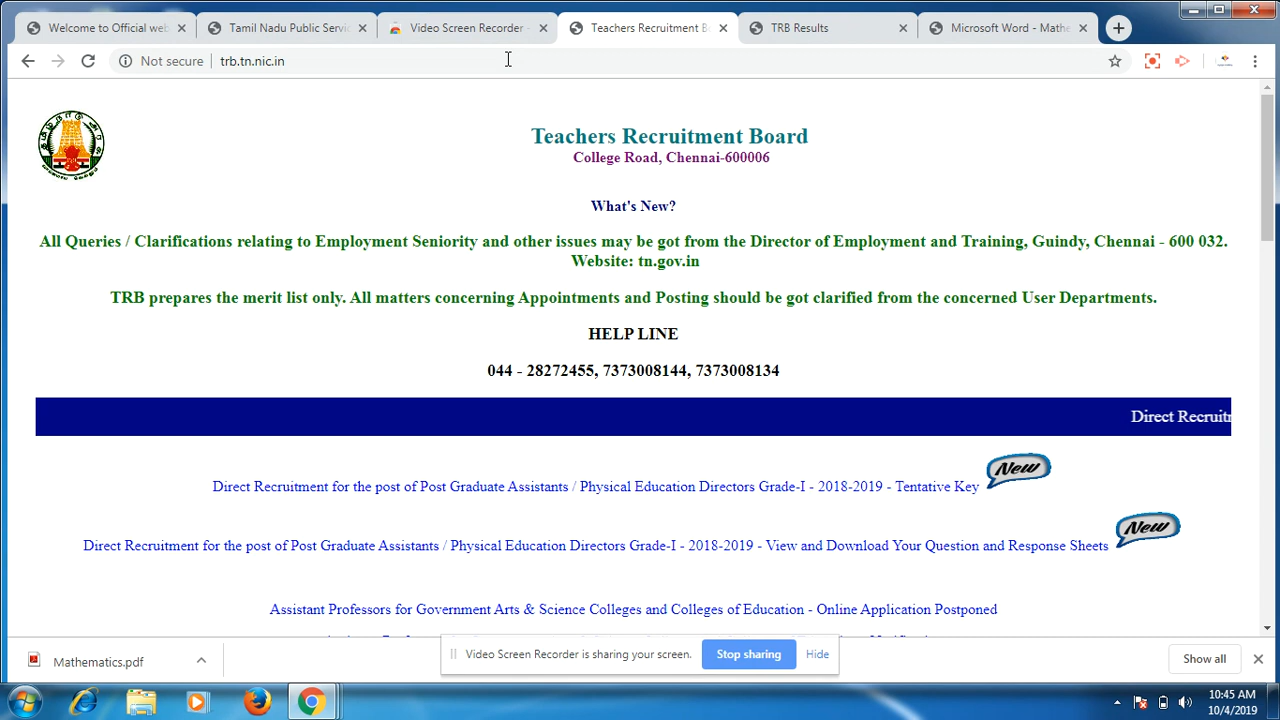 Welcome to Official web
Tamil Nadu Public Servic
Video Screen Recorder -
Teachers Recruitment B
TRB Results
Microsoft Word - Mathe
Not secure
trb.tn.nic.in
Teachers Recruitment Board
College Road, Chennai-600006
What's New?
All Queries / Clarifications relating to Employment Seniority and other issues may be got from the Director of Employment and Training, Guindy, Chennai - 600 032.
Website: tn.gov.in
TRB prepares the merit list only. All matters concerning Appointments and Posting should be got clarified from the concerned User Departments.
HELP LINE
044 - 28272455, 7373008144, 7373008134
Direct Recruitm
Direct Recruitment for the post of Post Graduate Assistants / Physical Education Directors Grade-I - 2018-2019 - Tentative Key
New
Direct Recruitment for the post of Post Graduate Assistants / Physical Education Directors Grade-I - 2018-2019 - View and Download Your Question and Response Sheets
New
Assistant Professors for Government Arts & Science Colleges and Colleges of Education - Online Application Postponed
Mathematics.pdf
Video Screen Recorder is sharing your screen.
Stop sharing
Hide
Show all
10:45 AM
10/4/2019